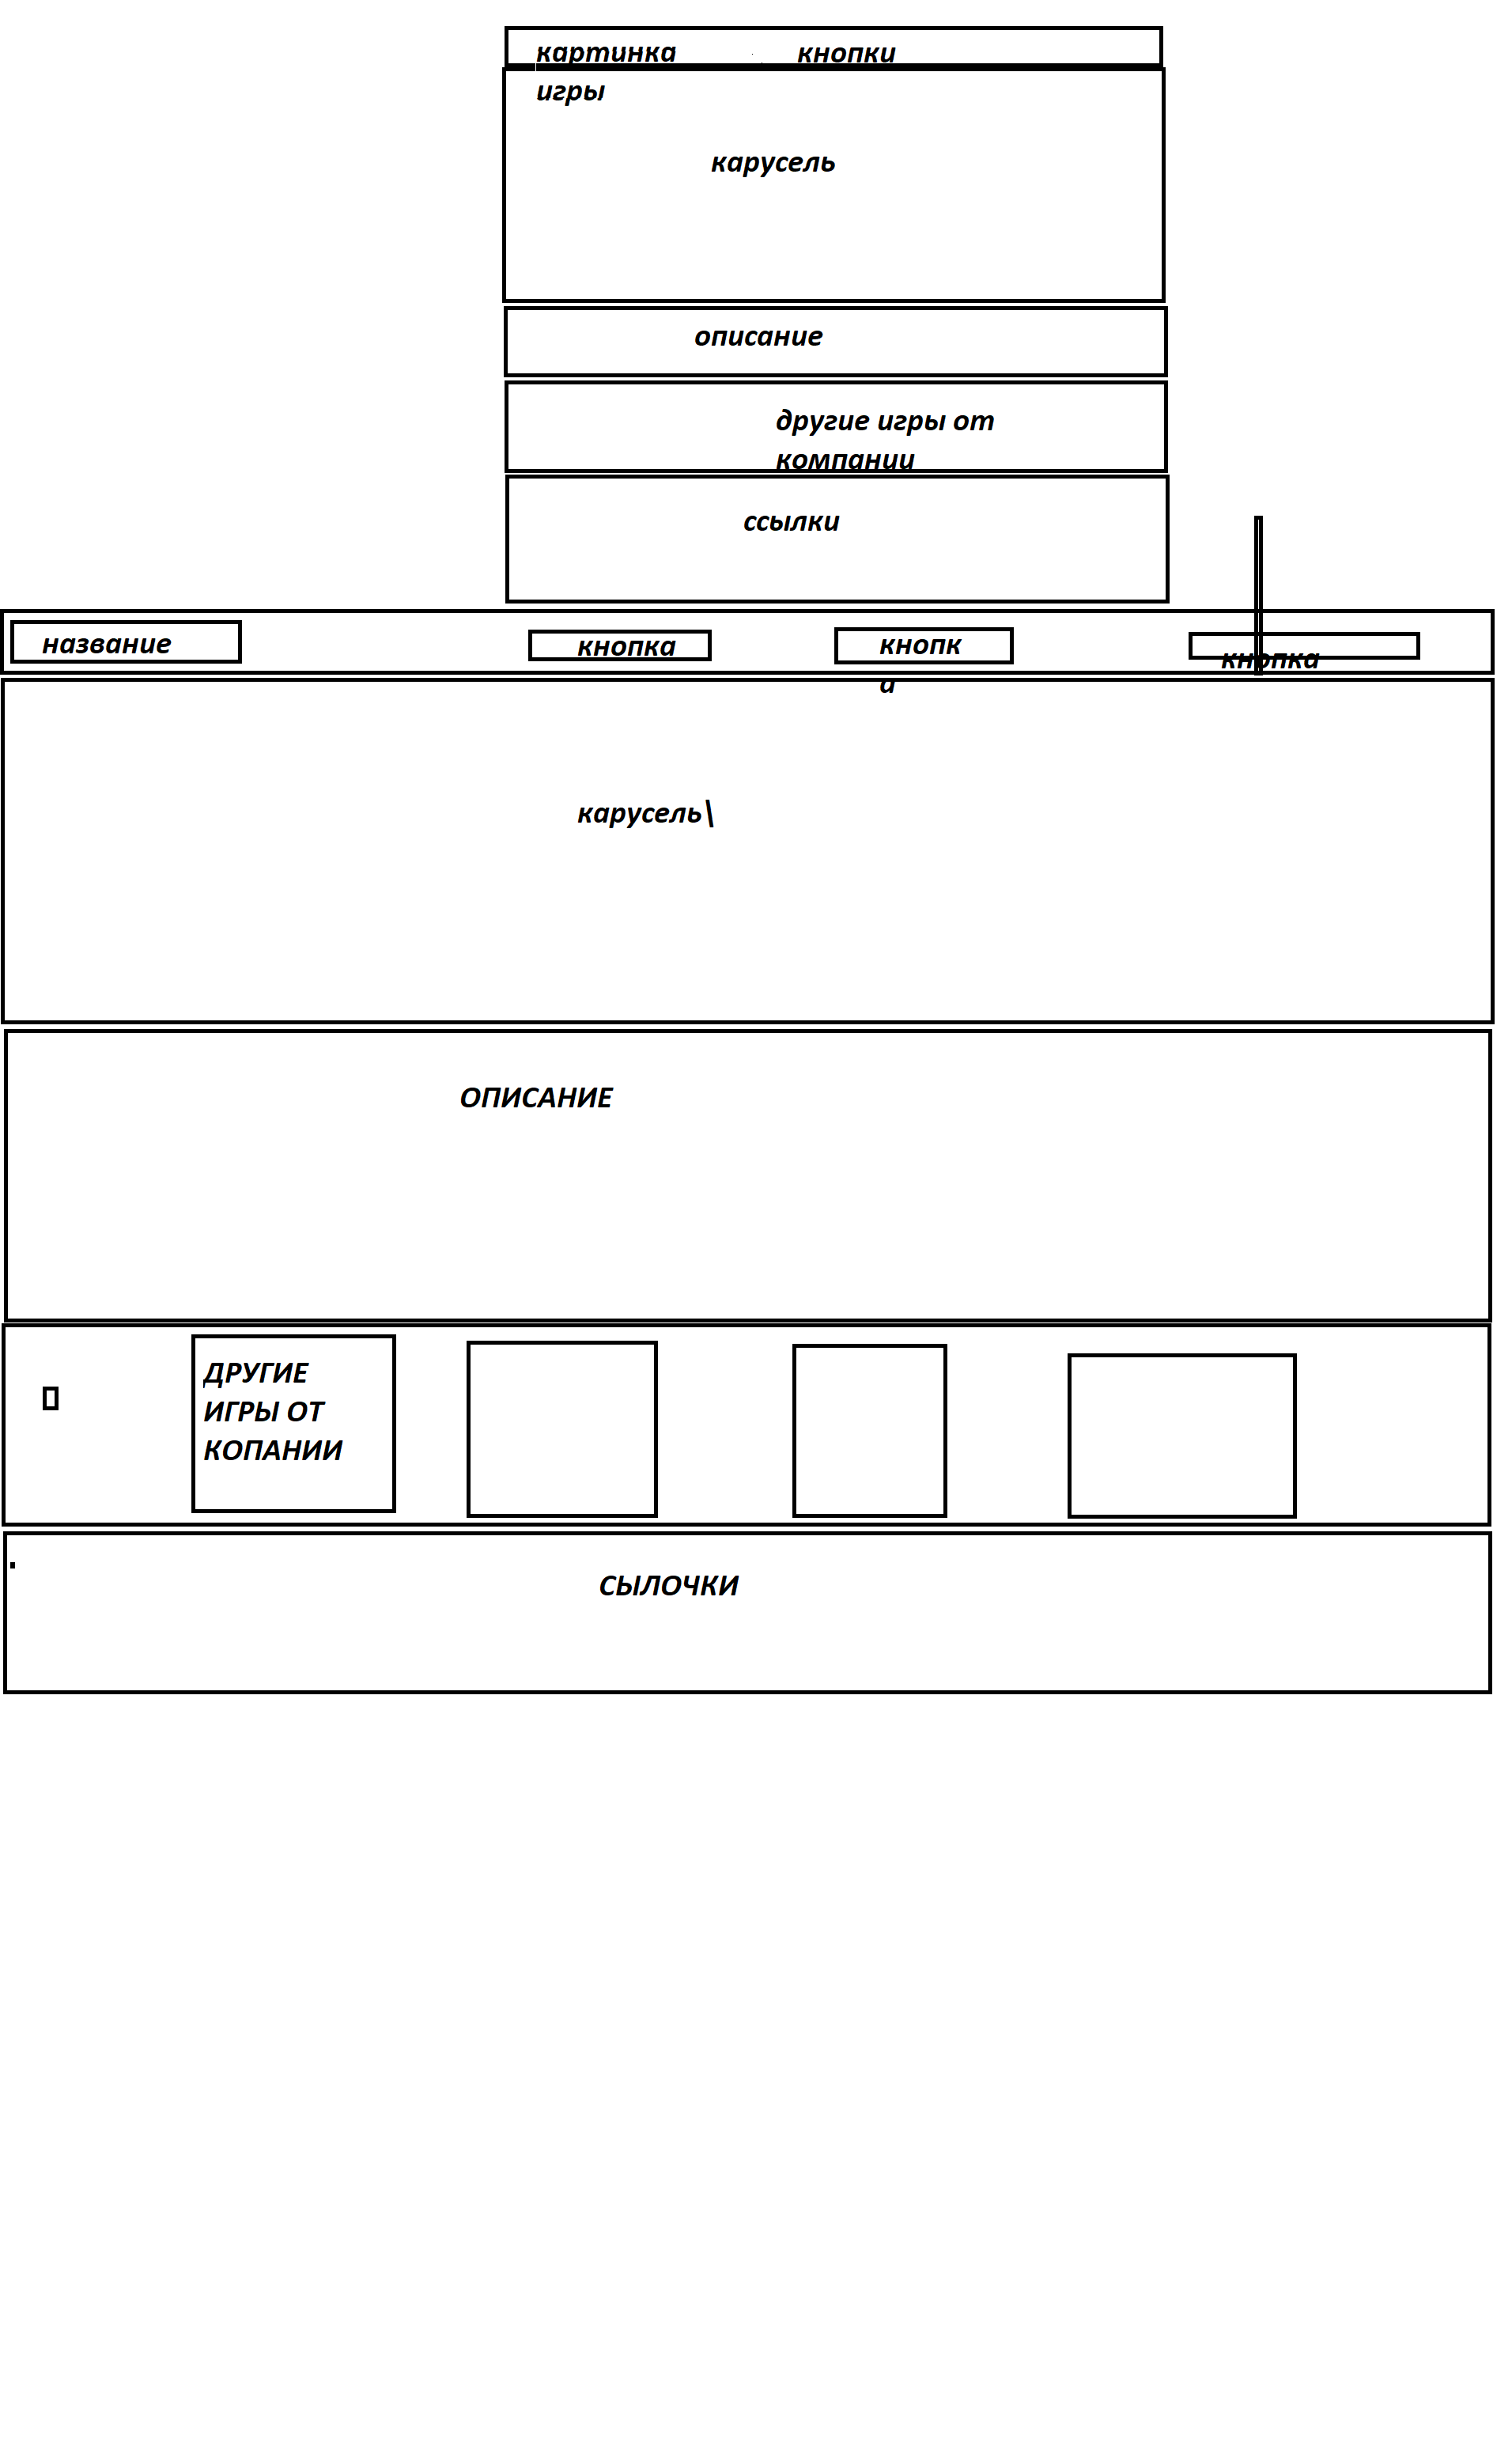 картинка
игры
кнопки
карусель
описание
другие игры от
компании
ссылки
название
кнопка
кнопк
а
кнопка
карусель\
ОПИСАНИЕ
ДРУГИЕ
ИГРЫ ОТ
КОПАНИИ
СЫЛОЧКИ